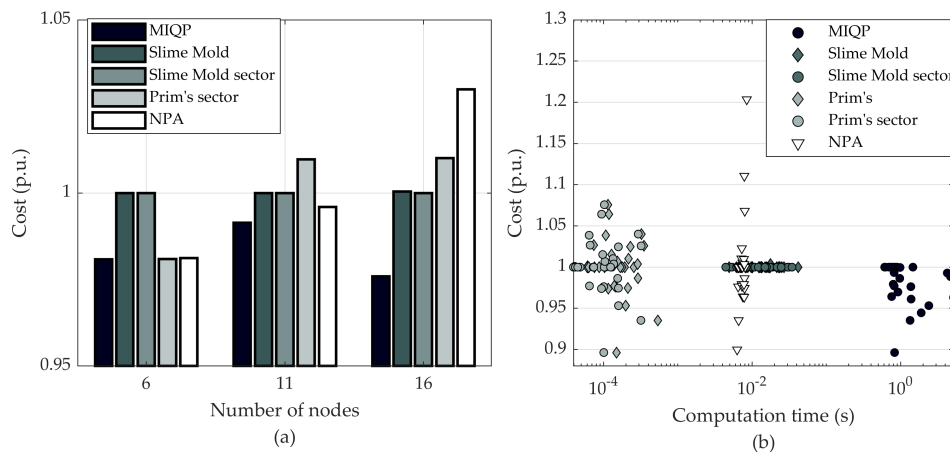 1.05
1
0.95
Cost (p.u.)
MIQP
Slime Mold
Slime Mold sector
Prim's sector
NPA
6
11
16
Number of nodes
(a)
1.3
1.25
1.2
1.15
1.1
1.05
1
0.95
0.9
Cost (p.u.)
MIQP
Slime Mold
Slime Mold sector
Prim's
Prim's sector
NPA
10⁻⁴
10⁻²
10⁰
Computation time (s)
(b)